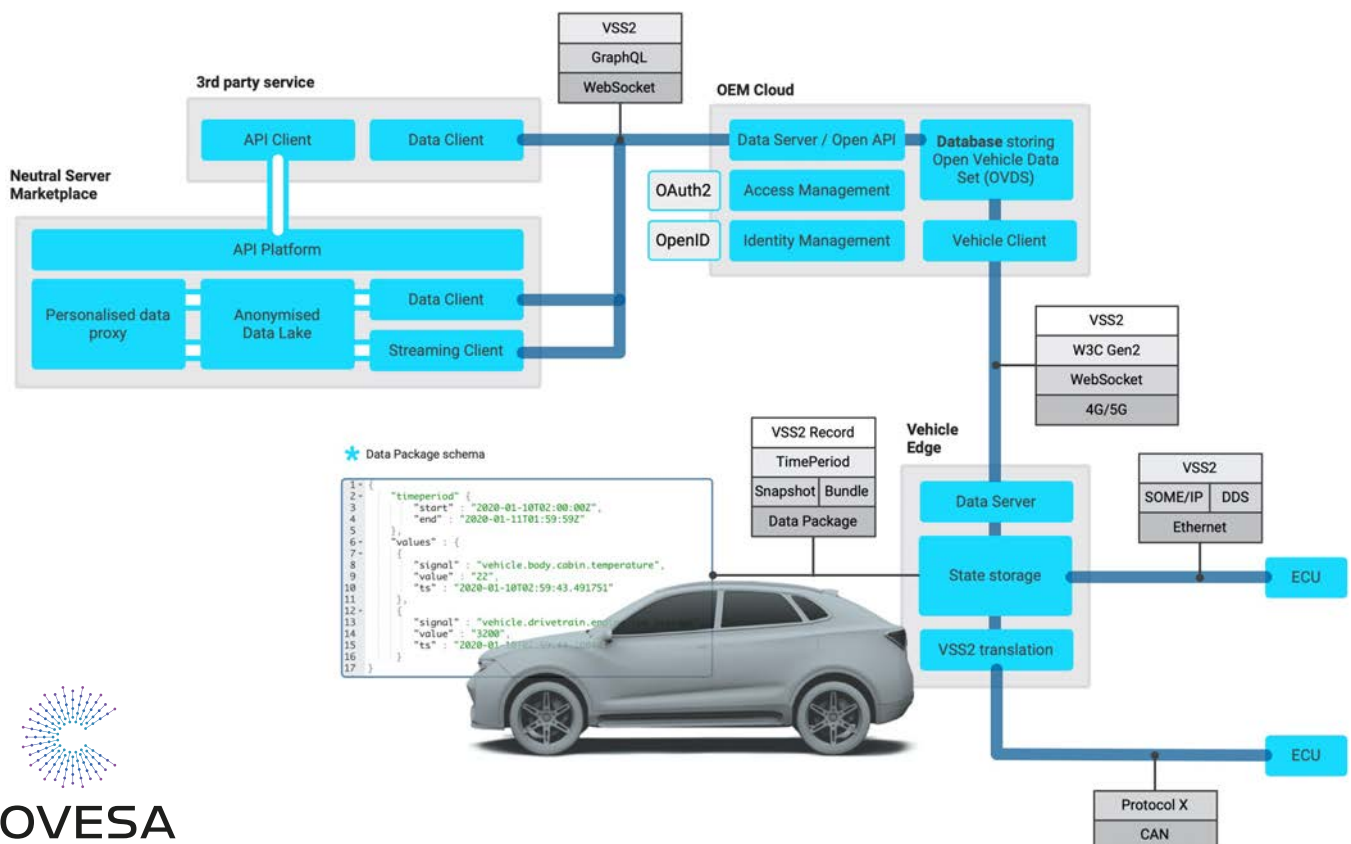 VSS2
GraphQL
WebSocket
3rd party service
API Client
Data Client
OEM Cloud
Data Server / Open API
Database storing
Open Vehicle Data
Set (OVDS)
OAuth2
Access Management
OpenID
Identity Management
Vehicle Client
Neutral Server
Marketplace
API Platform
Personalised data
proxy
Anonymised
Data Lake
Data Client
Streaming Client
VSS2
W3C Gen2
WebSocket
4G/5G
VSS2 Record
TimePeriod
Snapshot Bundle
Data Package
Vehicle
Edge
Data Server
State storage
VSS2 translation
VSS2
SOME/IP DDS
Ethernet
ECU
ECU
Protocol X
CAN
* Data Package schema
1 - {
2 - "timeperiod" {
3 "start" : "2020-01-10T02:00:00Z",
4 "end" : "2020-01-11T01:59:59Z"
5 },
6 - "values" : {
7 - {
8 "signal" : "vehicle.body.cabin.temperature",
9 "value" : "22",
10 "ts" : "2020-01-10T02:59:43.491751"
11 },
12 - {
13 "signal" : "vehicle.drivetrain.
14 "value" : "3200",
15 "ts" : "2020-01-
16 }
17 }
OVESA